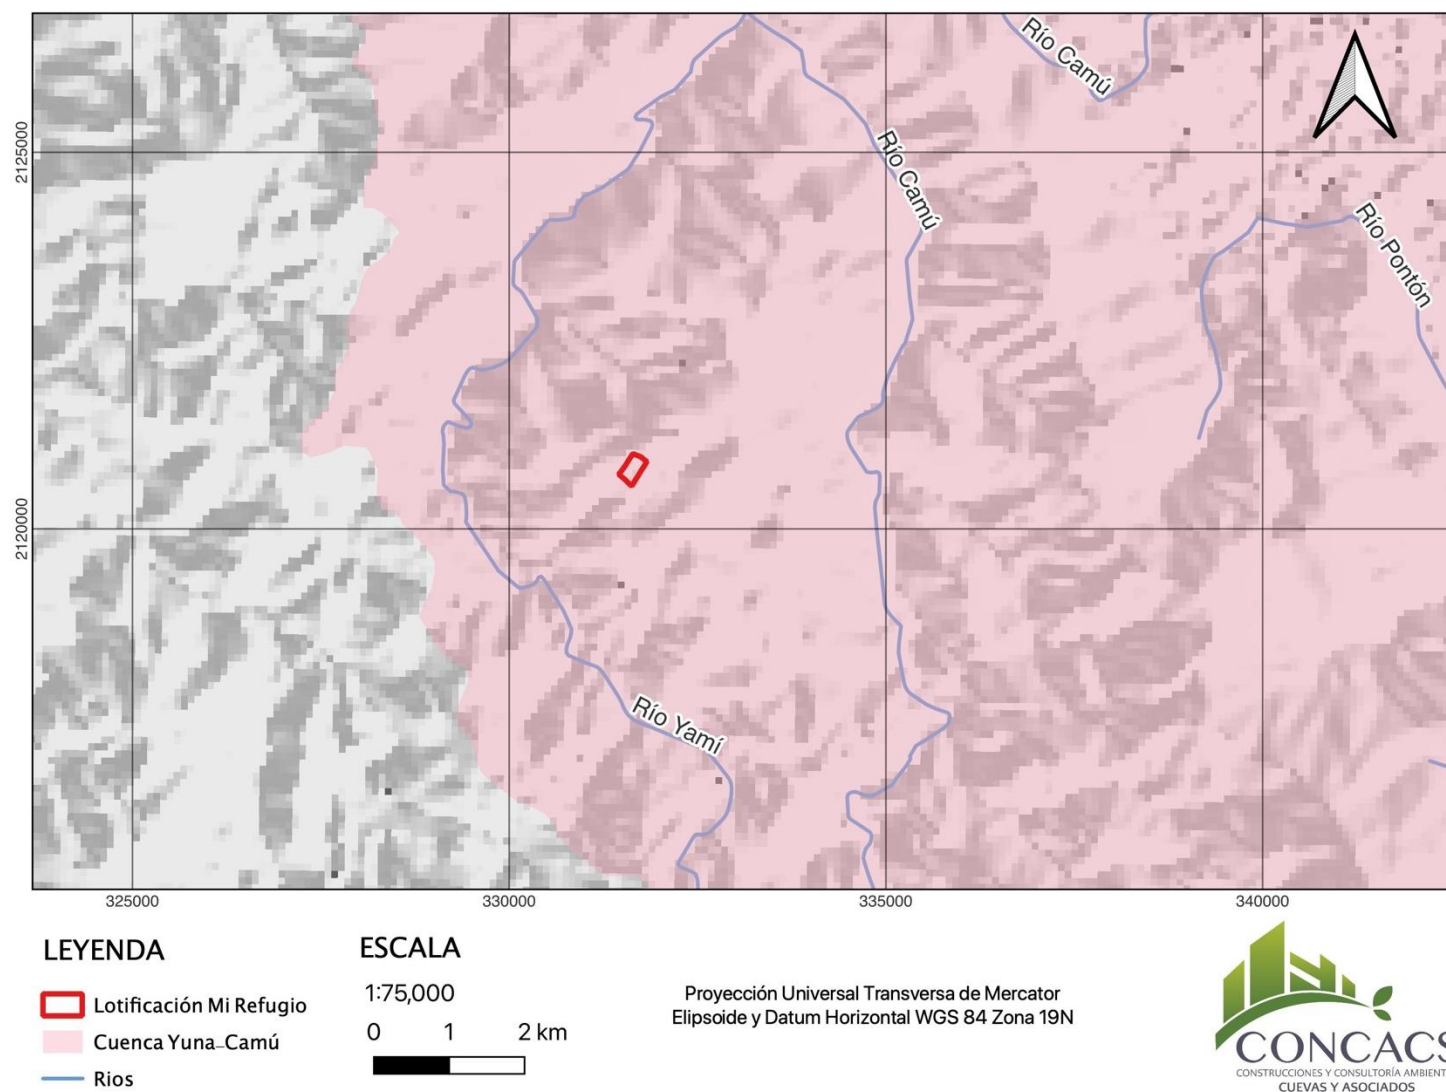 Río Camú
Río Camú
Río Pontón
Río Yamí
2125000
2120000
325000
330000
335000
340000
LEYENDA
Lotificación Mi Refugio
Cuenca Yuna_Camú
Rios
ESCALA
1:75,000
0 1 2 km
Proyección Universal Transversa de Mercator
Elipsoide y Datum Horizontal WGS 84 Zona 19N
CONCACS
CONSTRUCCIONES Y CONSULTORÍA AMBIENT
CUEVAS Y ASOCIADOS